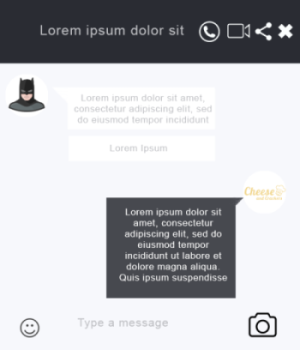 Lorem ipsum dolor sit
Lorem ipsum dolor sit amet,
consectetur adipiscing elit, sed
do eiusmod tempor incididunt
Lorem Ipsum
Cheese
Lorem ipsum dolor sit
amet, consectetur
adipiscing elit, sed do
eiusmod tempor
incididunt ut labore et
dolore magna aliqua.
Quis ipsum suspendisse
Type a message